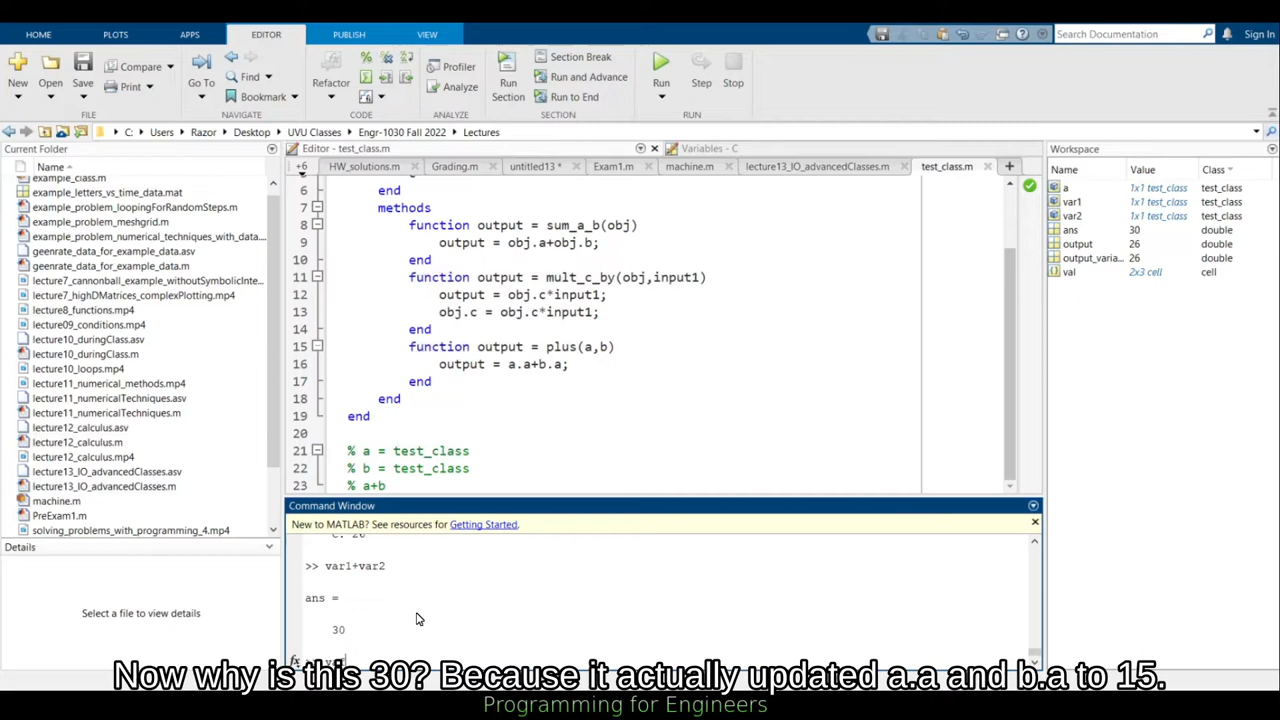 HOME PLOTS APPS EDITOR PUBLISH VIEW Search Documentation Sign In
New Open Save Compare Print Go To Find Bookmark Refactor Profiler Analyze Run Section Section Break Run and Advance Run to End Run Step Stop
FILE NAVIGATE CODE ANALYZE SECTION RUN
C: Users Razor Desktop UVU Classes Engr-1030 Fall 2022 Lectures
Current Folder
Name
example_class.m
example_letters_vs_time_data.mat
example_problem_loopingForRandomSteps.m
example_problem_meshgrid.m
example_problem_numerical_techniques_with_data...
geenrate_data_for_example_data.asv
geenrate_data_for_example_data.m
lecture7_cannonball_example_withoutSymbolicInte...
lecture7_highDMatrices_complexPlotting.mp4
lecture8_functions.mp4
lecture09_conditions.mp4
lecture10_duringClass.asv
lecture10_duringClass.m
lecture10_loops.mp4
lecture11_numerical_methods.mp4
lecture11_numericalTechniques.asv
lecture11_numericalTechniques.m
lecture12_calculus.asv
lecture12_calculus.m
lecture12_calculus.mp4
lecture13_IO_advancedClasses.asv
lecture13_IO_advancedClasses.m
machine.m
PreExam1.m
solving_problems_with_programming_4.mp4
Details
Select a file to view details
Editor - test_class.m
Variables - C
+6 HW_solutions.m Grading.m untitled13 * Exam1.m machine.m lecture13_IO_advancedClasses.m test_class.m
6 end
7 methods
8 function output = sum_a_b(obj)
9 output = obj.a+obj.b;
10 end
11 function output = mult_c_by(obj,input1)
12 output = obj.c*input1;
13 obj.c = obj.c*input1;
14 end
15 function output = plus(a,b)
16 output = a.a+b.a;
17 end
18 end
19 end
20
21 % a = test_class
22 % b = test_class
23 % a+b
Command Window
New to MATLAB? See resources for Getting Started.
>> var1+var2
ans =
30
Workspace
Name Value Class
a 1x1 test_class test_class
var1 1x1 test_class test_class
var2 1x1 test_class test_class
ans 30 double
output 26 double
output_varia... 26 double
val 2x3 cell cell
Now why is this 30? Because it actually updated a.a and b.a to 15.
Programming for Engineers